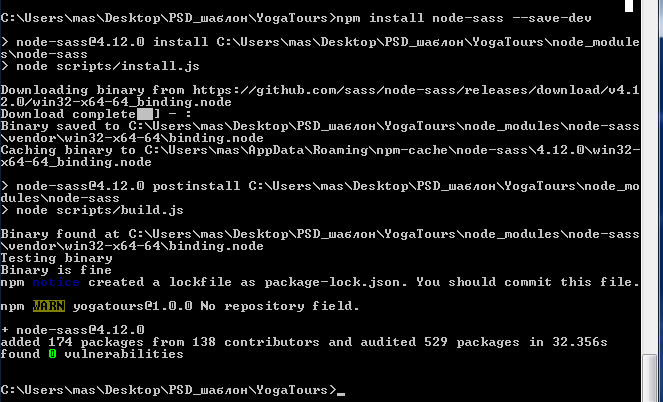 C:\Users\mas\Desktop\PSD_шаблон\YogaTours>npm install node-sass --save-dev
> node-sass@4.12.0 install C:\Users\mas\Desktop\PSD_шаблон\YogaTours\node_module
s\node-sass
> node scripts/install.js
Downloading binary from https://github.com/sass/node-sass/releases/download/v4.1
2.0/win32-x64-64_binding.node
Download complete ] - :
Binary saved to C:\Users\mas\Desktop\PSD_шаблон\YogaTours\node_modules\node-sass
\vendor\win32-x64-64\binding.node
Caching binary to C:\Users\mas\AppData\Roaming\npm-cache\node-sass\4.12.0\win32-
x64-64_binding.node
> node-sass@4.12.0 postinstall C:\Users\mas\Desktop\PSD_шаблон\YogaTours\node_mo
dules\node-sass
> node scripts/build.js
Binary found at C:\Users\mas\Desktop\PSD_шаблон\YogaTours\node_modules\node-sass
\vendor\win32-x64-64\binding.node
Testing binary
Binary is fine
npm notice created a lockfile as package-lock.json. You should commit this file.
npm WARN yogatours@1.0.0 No repository field.
+ node-sass@4.12.0
added 174 packages from 138 contributors and audited 529 packages in 32.356s
found 0 vulnerabilities
C:\Users\mas\Desktop\PSD_шаблон\YogaTours>_